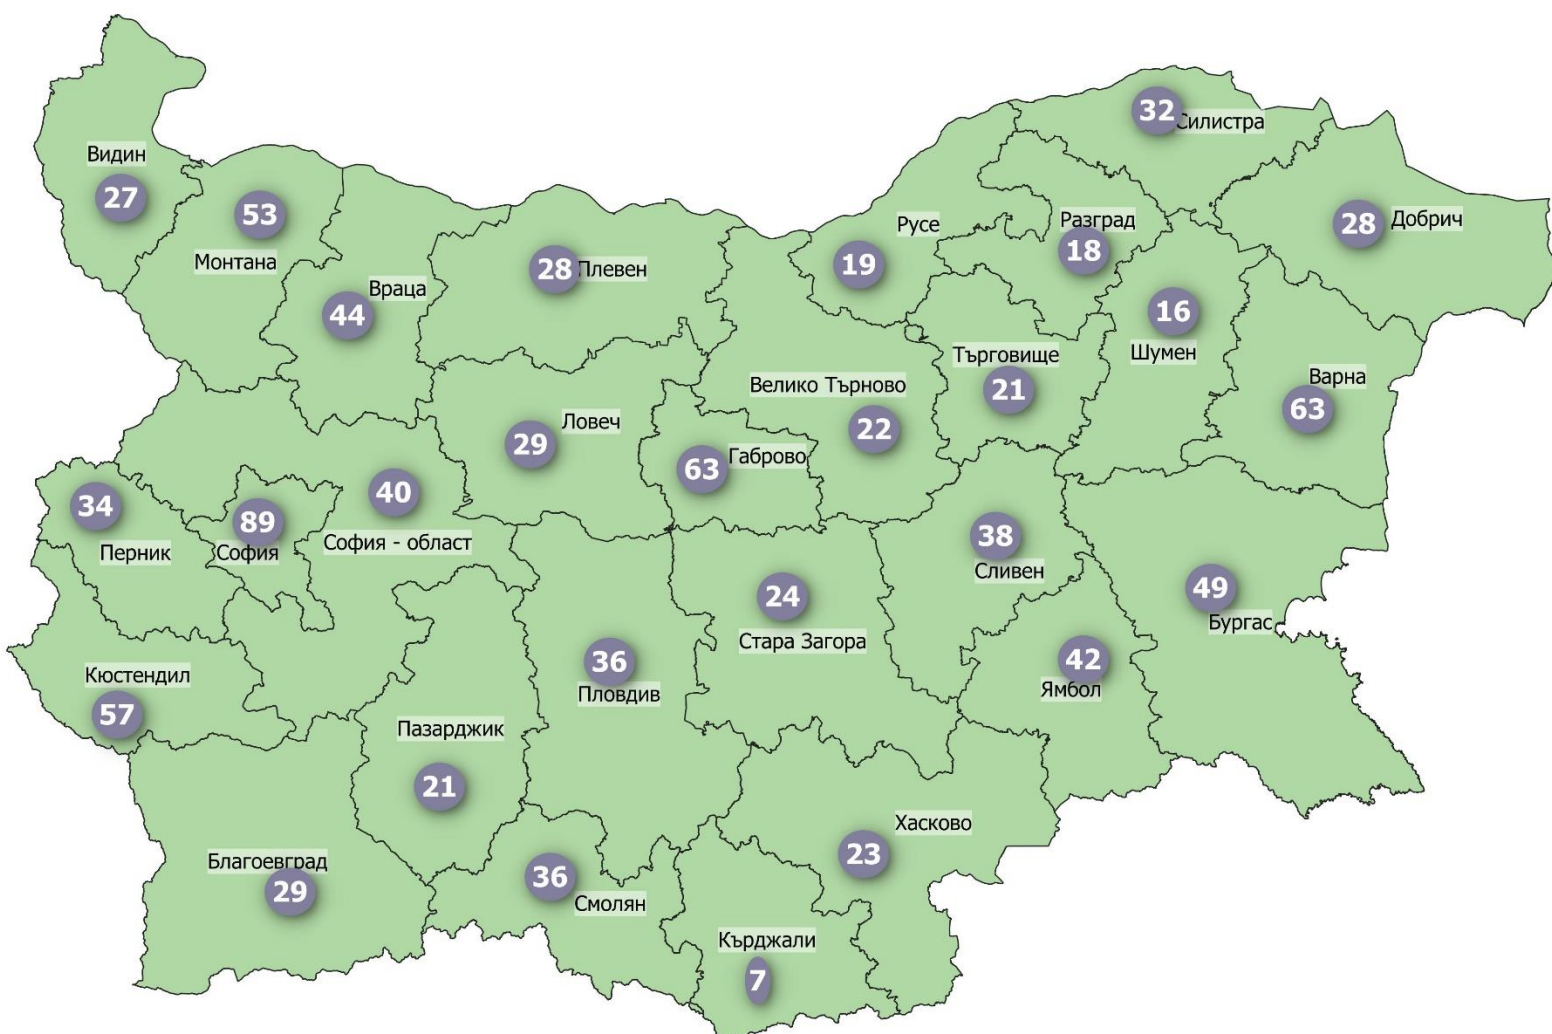 32
Силистра
Видин
27
53
Монтана
Враца
44
28
Плевен
Русе
19
Разград
18
28
Добрич
16
Шумен
Търговище
21
Варна
63
Велико Търново
22
Ловеч
29
63
Габрово
34
Перник
89
София
40
София - област
38
Сливен
24
Стара Загора
49
Бургас
42
Ямбол
36
Пловдив
Кюстендил
57
Пазарджик
21
Хасково
23
Благоевград
29
36
Смолян
Кърджали
7